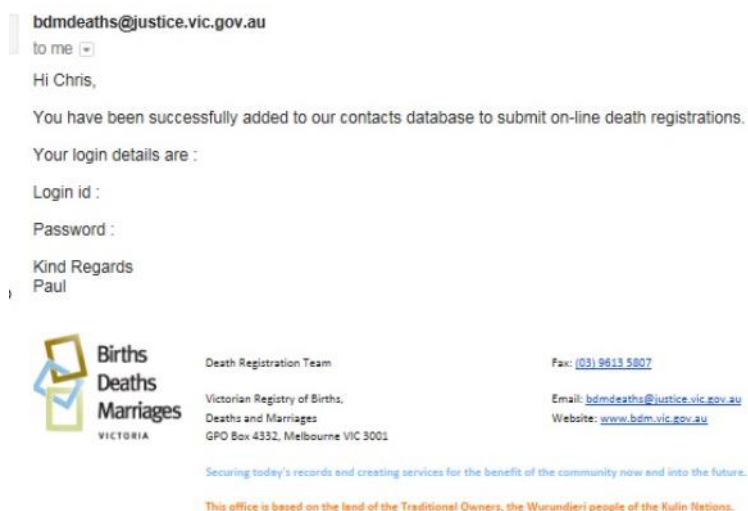 bdmdeaths@justice.vic.gov.au
to me
Hi Chris,
You have been successfully added to our contacts database to submit on-line death registrations.
Your login details are :
Login id :
Password :
Kind Regards
Paul
Births
Deaths
Marriages
VICTORIA
Death Registration Team
Victorian Registry of Births,
Deaths and Marriages
GPO Box 4332, Melbourne VIC 3001
Fax: (03) 9613 5807
Email: bdmdeaths@justice.vic.gov.au
Website: www.bdm.vic.gov.au
Securing today's records and creating services for the benefit of the community now and into the future.
This office is based on the land of the Traditional Owners, the Wurundjeri people of the Kulin Nations.